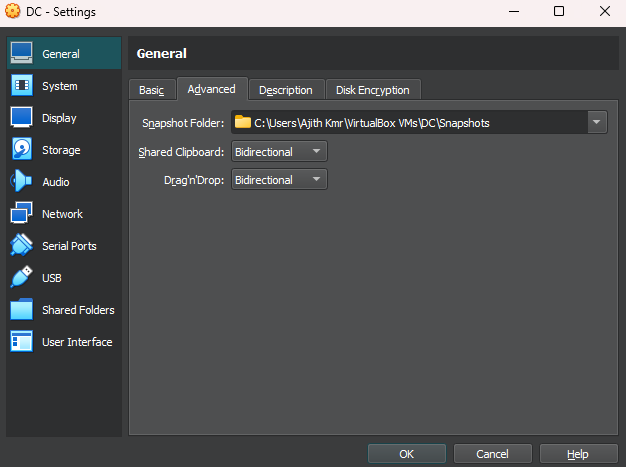 DC - Settings
General
System
Display
Storage
Audio
Network
Serial Ports
USB
Shared Folders
User Interface
General
Basic
Advanced
Description
Disk Encryption
Snapshot Folder: C:\Users\Ajith Kmr\VirtualBox VMs\DC\Snapshots
Shared Clipboard: Bidirectional
Drag'n'Drop: Bidirectional
OK
Cancel
Help